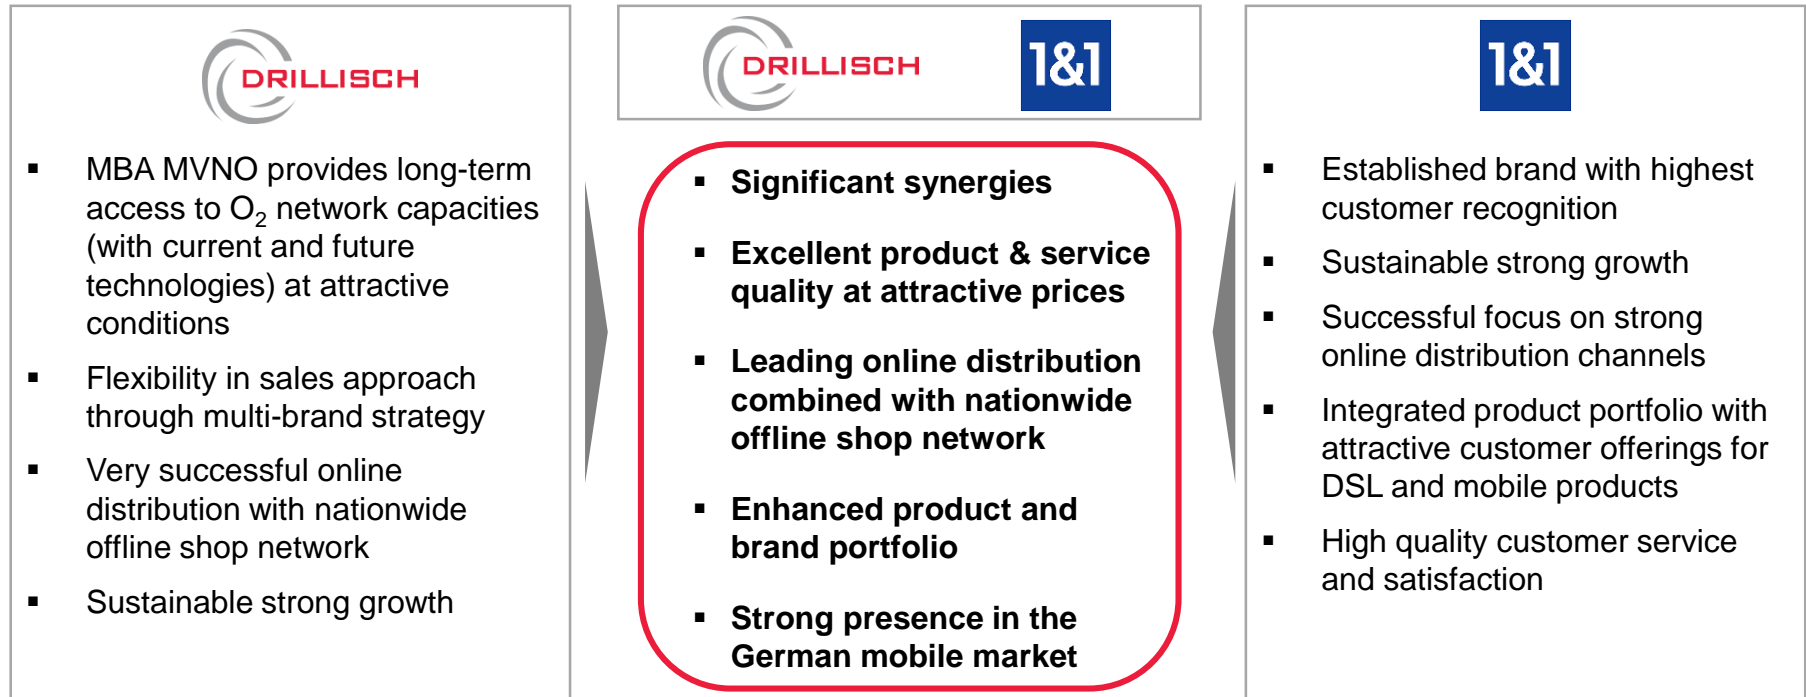 DRILLISCH
▪ MBA MVNO provides long-term
access to O2 network capacities
(with current and future
technologies) at attractive
conditions
▪ Flexibility in sales approach
through multi-brand strategy
▪ Very successful online
distribution with nationwide
offline shop network
▪ Sustainable strong growth
DRILLISCH 1&1
▪ Significant synergies
▪ Excellent product & service
quality at attractive prices
▪ Leading online distribution
combined with nationwide
offline shop network
▪ Enhanced product and
brand portfolio
▪ Strong presence in the
German mobile market
1&1
▪ Established brand with highest
customer recognition
▪ Sustainable strong growth
▪ Successful focus on strong
online distribution channels
▪ Integrated product portfolio with
attractive customer offerings for
DSL and mobile products
▪ High quality customer service
and satisfaction